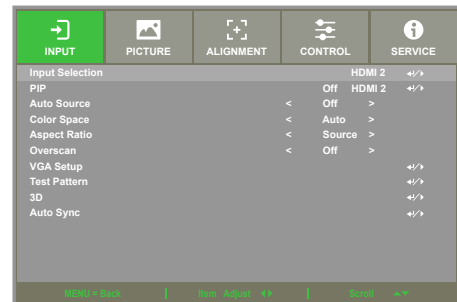 INPUT PICTURE ALIGNMENT CONTROL SERVICE
Input Selection HDMI 2
PIP Off HDMI 2
Auto Source < Off >
Color Space < Auto >
Aspect Ratio < Source >
Overscan < Off >
VGA Setup
Test Pattern
3D
Auto Sync
MENU = Back Item Adjust Scroll